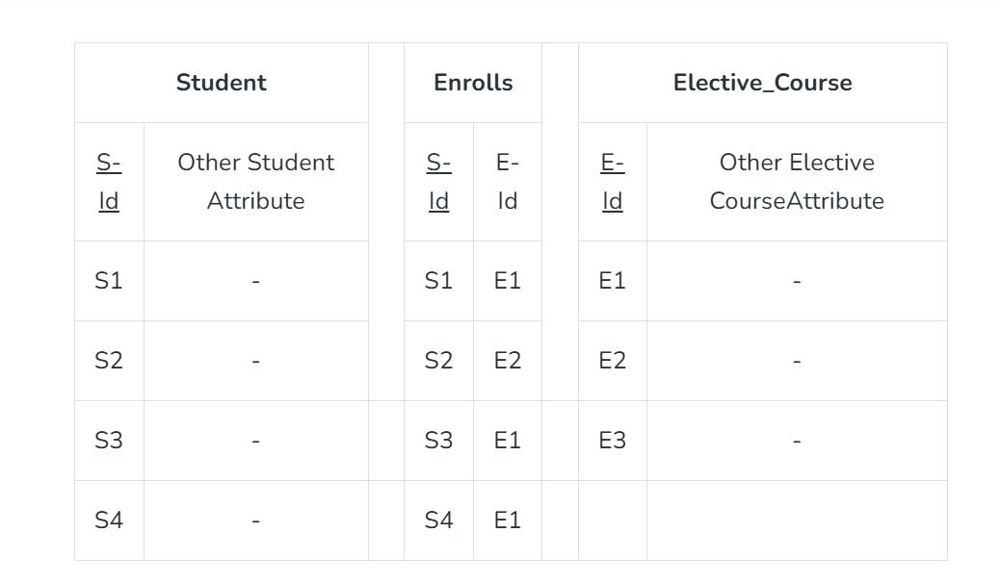 Student Enrolls Elective_Course
S- Other Student S- E- E- Other Elective
Id Attribute Id Id Id CourseAttribute
S1 - S1 E1 E1 -
S2 - S2 E2 E2 -
S3 - S3 E1 E3 -
S4 - S4 E1